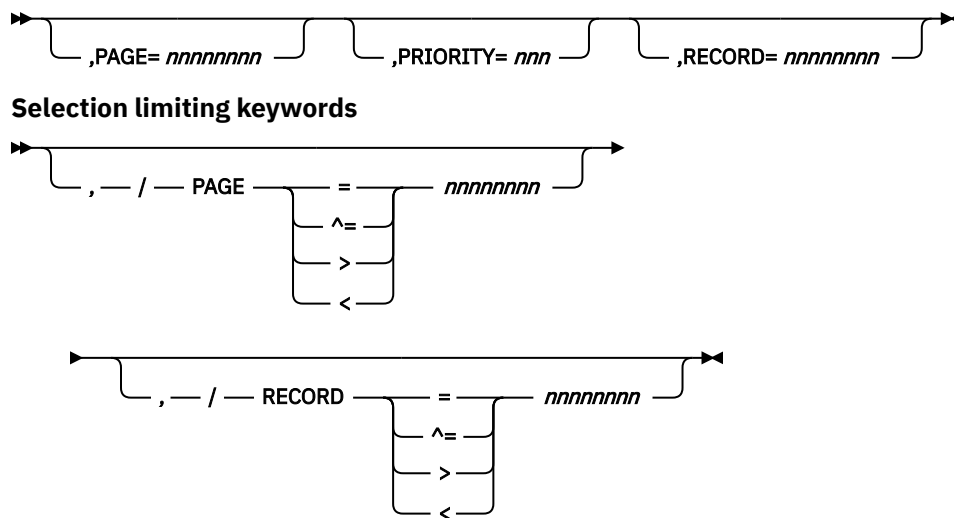 ,PAGE= nnnnnnnn ,PRIORITY= nnn ,RECORD= nnnnnnnn
Selection limiting keywords
, / PAGE = nnnnnnnn
^=
>
<
, / RECORD = nnnnnnnn
^=
>
<